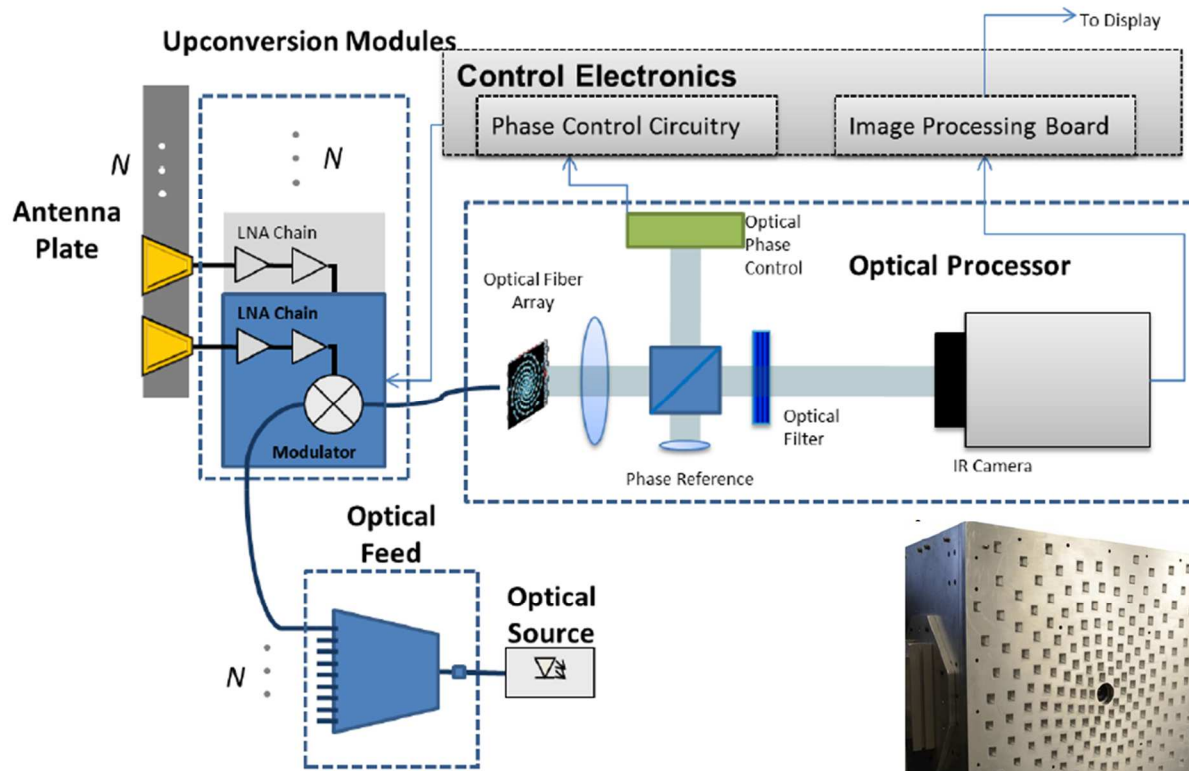 To Display
Upconversion Modules
Control Electronics
Phase Control Circuitry
Image Processing Board
N
N
Antenna
Plate
LNA Chain
LNA Chain
Modulator
Optical
Phase
Control
Optical Processor
Optical Fiber
Array
Optical
Filter
Phase Reference
IR Camera
Optical
Feed
Optical
Source
N